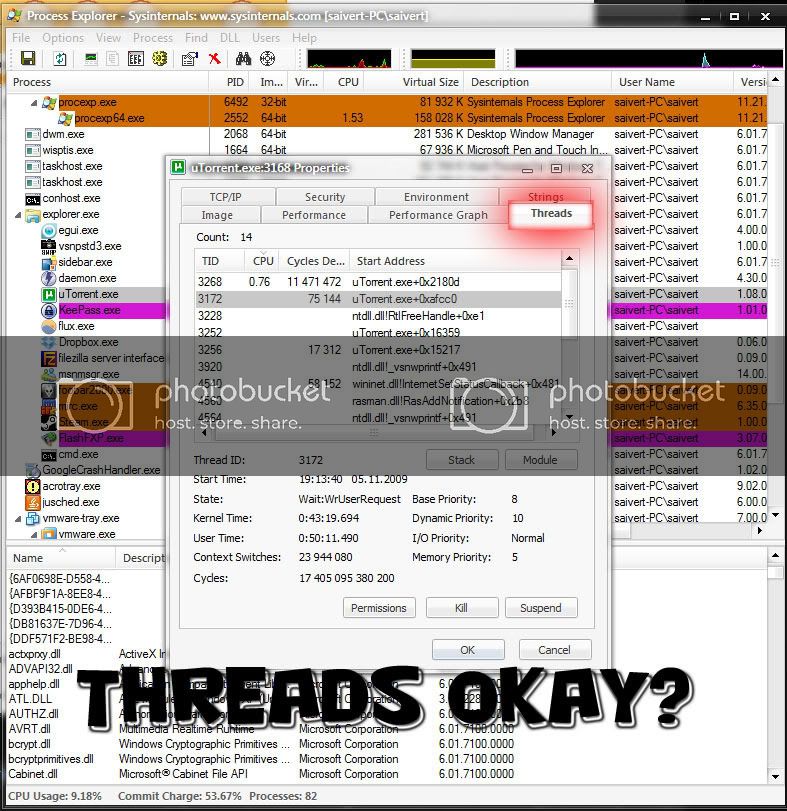 Process Explorer - Sysinternals: www.sysinternals.com [saivert-PC\saivert]
File Options View Process Find DLL Users Help
Process PID Im... Vir... CPU Virtual Size Description User Name Versi
procexp.exe 6492 32-bit 81 932 K Sysinternals Process Explorer saivert-PC\saivert 11.21.
procexp64.exe 2552 64-bit 1.53 158 028 K Sysinternals Process Explorer saivert-PC\saivert 11.21.
dwm.exe 2068 64-bit 281 536 K Desktop Window Manager saivert-PC\saivert 6.01.7
wisptis.exe 1664 64-bit 67 936 K Microsoft Pen and Touch In... saivert-PC\saivert 6.01.7
taskhost.exe saivert-PC\saivert 6.01.7
taskhost.exe saivert-PC\saivert 6.01.7
conhost.exe saivert-PC\saivert 6.01.7
explorer.exe saivert-PC\saivert 6.01.7
egui.exe saivert-PC\saivert 4.00.0
vsnpstd3.exe saivert-PC\saivert 1.00.0
sidebar.exe saivert-PC\saivert 6.01.7
daemon.exe saivert-PC\saivert 4.30.0
uTorrent.exe saivert-PC\saivert 1.08.0
KeePass.exe saivert-PC\saivert 1.01.0
flux.exe saivert-PC\saivert
Dropbox.exe saivert-PC\saivert 0.06.0
filezilla server interface saivert-PC\saivert 0.09.0
msnmsgr.exe saivert-PC\saivert 14.00.
foobar2000.exe saivert-PC\saivert 0.09.0
mirc.exe saivert-PC\saivert 6.35.0
Steam.exe saivert-PC\saivert 1.00.0
FlashFXP.exe saivert-PC\saivert 3.07.0
cmd.exe saivert-PC\saivert 6.01.7
GoogleCrashHandler.exe saivert-PC\saivert 1.02.0
acrotray.exe saivert-PC\saivert 9.02.0
jusched.exe saivert-PC\saivert 6.00.0
vmware-tray.exe saivert-PC\saivert 7.00.0
vmware.exe
uTorrent.exe:3168 Properties
TCP/IP Security Environment Strings
Image Performance Performance Graph Threads
Count: 14
TID CPU Cycles De... Start Address
3268 0.76 11 471 472 uTorrent.exe+0x2180d
3172 75 144 uTorrent.exe+0xafcc0
3228 ntdll.dll!RtlFreeHandle+0xe1
3252 uTorrent.exe+0x16359
3256 17 312 uTorrent.exe+0x15217
3920 ntdll.dll!_vsnwprintf+0x491
4540 58 152 wininet.dll!InternetSetStatusCallback+0x481
4560 rasman.dll!RasAddNotification+0x2b8
4564 ntdll.dll!_vsnwprintf+0x491
photobucket
host. store. share.
photobucket
host. store. share.
Thread ID: 3172 Stack Module
Start Time: 19:13:40 05.11.2009
State: Wait:WrUserRequest Base Priority: 8
Kernel Time: 0:43:19.694 Dynamic Priority: 10
User Time: 0:50:11.490 I/O Priority: Normal
Context Switches: 23 944 080 Memory Priority: 5
Cycles: 17 405 095 380 200
Permissions Kill Suspend
OK Cancel
Name Descript
{6AF0698E-D558-4...
{AFBF9F1A-8EE8-4...
{D393B415-0DE6-4...
{DB81637E-7D96-4...
{DDF571F2-BE98-4...
actxprxy.dll ActiveX In
ADVAPI32.dll Advanc
apphelp.dll
ATL.DLL
AUTHZ.dll
AVRT.dll Multimedia Realtime Runtime 6.01.7100.0000
bcrypt.dll Windows Cryptographic Primitives ... 6.01.7100.0000
bcryptprimitives.dll Windows Cryptographic Primitives ... 6.01.7100.0000
Cabinet.dll Microsoft® Cabinet File API 6.01.7100.0000
THREADS OKAY?
CPU Usage: 9.18% Commit Charge: 53.67% Processes: 82